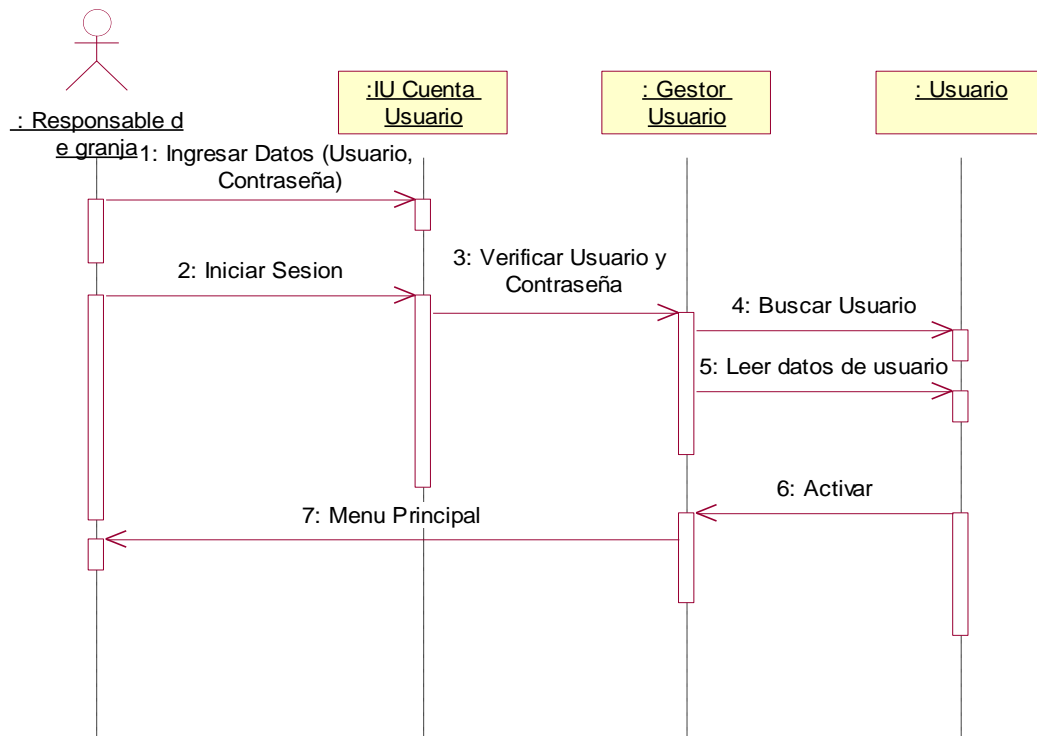 :IU Cuenta
Usuario
: Gestor
Usuario
: Usuario
: Responsable d
e granja
1: Ingresar Datos (Usuario,
Contraseña)
2: Iniciar Sesion
3: Verificar Usuario y
Contraseña
4: Buscar Usuario
5: Leer datos de usuario
6: Activar
7: Menu Principal